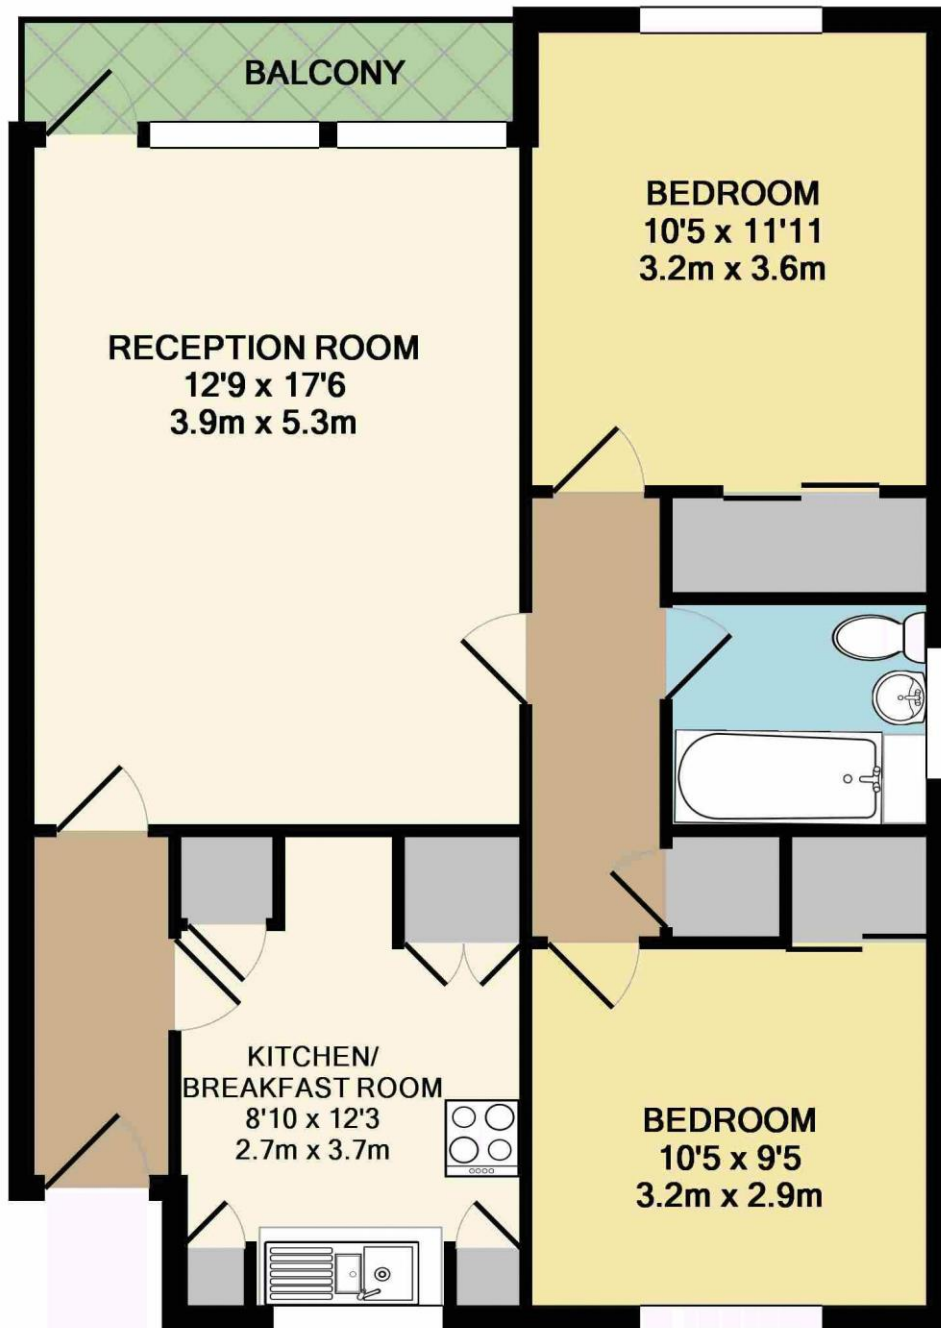 BALCONY
BEDROOM
10'5 x 11'11
3.2m x 3.6m
RECEPTION ROOM
12'9 x 17'6
3.9m x 5.3m
KITCHEN/
BREAKFAST ROOM
8'10 x 12'3
2.7m x 3.7m
BEDROOM
10'5 x 9'5
3.2m x 2.9m